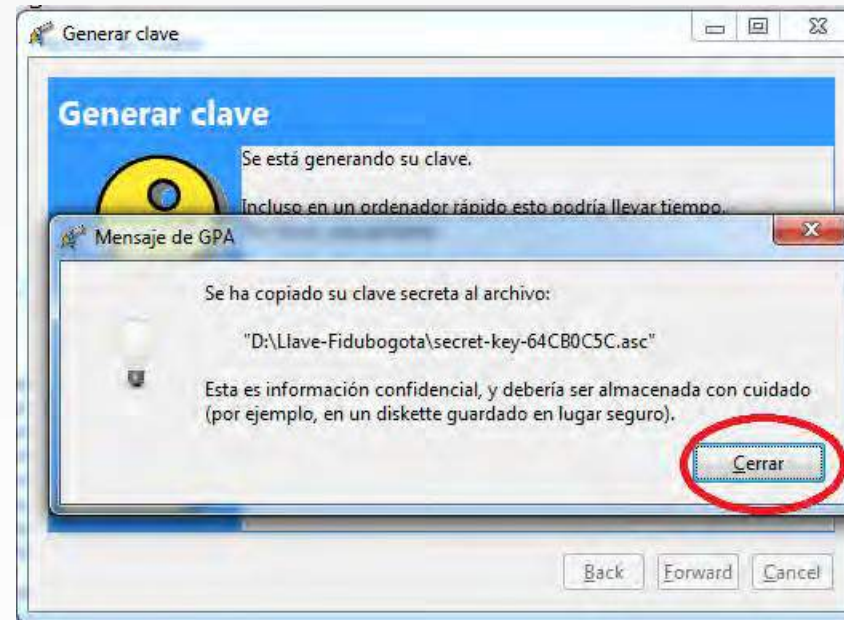 Generar clave
Generar clave
Se está generando su clave.
Incluso en un ordenador rápido esto podría llevar tiempo.
Mensaje de GPA
Se ha copiado su clave secreta al archivo:
"D:\Llave-Fidubogota\secret-key-64CB0C5C.asc"
Esta es información confidencial, y debería ser almacenada con cuidado
(por ejemplo, en un diskette guardado en lugar seguro).
Cerrar
Back Forward Cancel